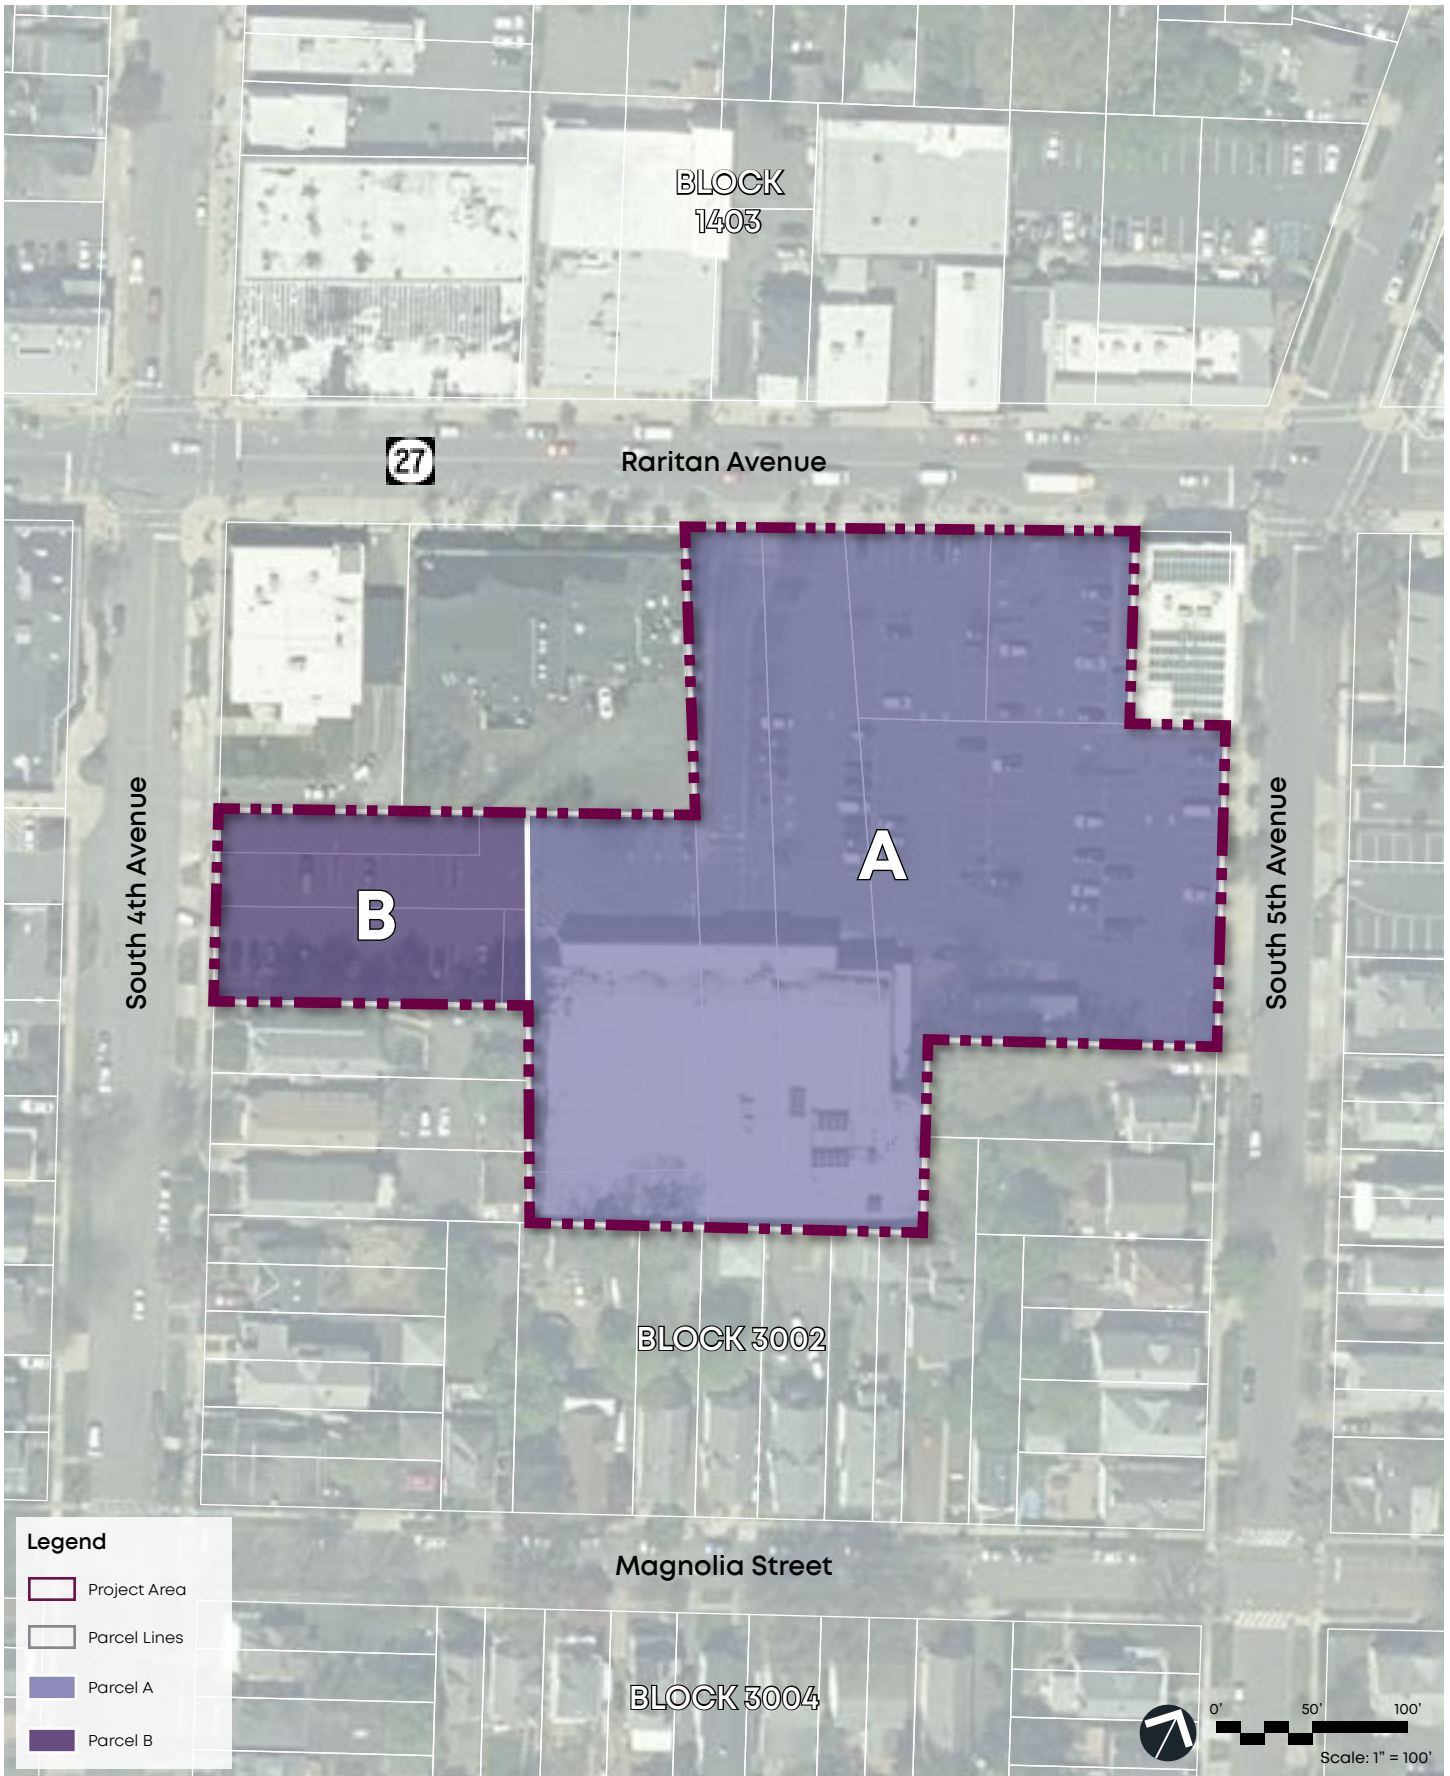 BLOCK
1403
27
Raritan Avenue
South 4th Avenue
South 5th Avenue
A
B
BLOCK 3002
Magnolia Street
BLOCK 3004
Legend
Project Area
Parcel Lines
Parcel A
Parcel B
0' 50' 100'
Scale: 1" = 100'